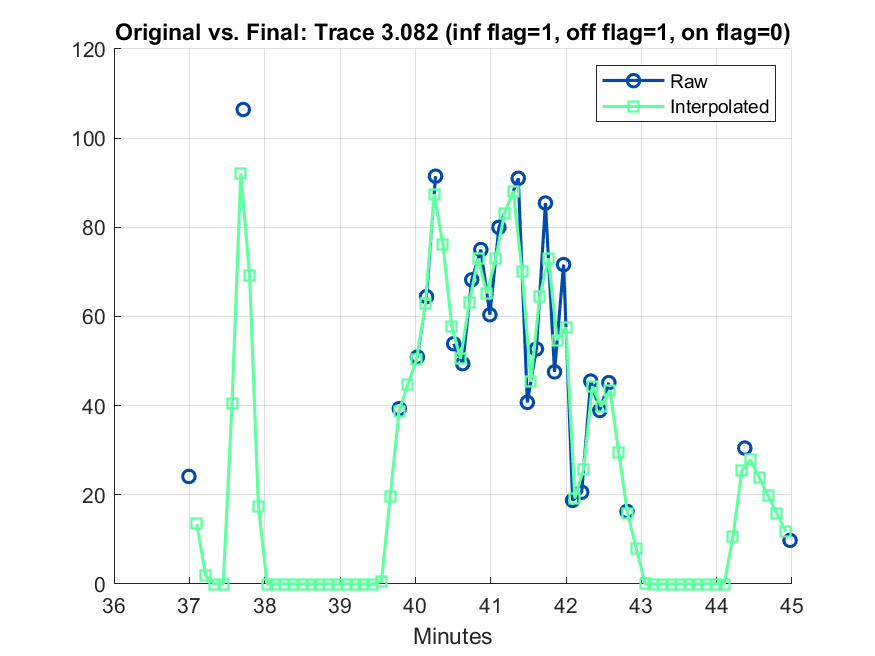 Original vs. Final: Trace 3.082 (inf flag=1, off flag=1, on flag=0)
120
100
80
60
40
20
0
Raw
Interpolated
36 37 38 39 40 41 42 43 44 45
Minutes